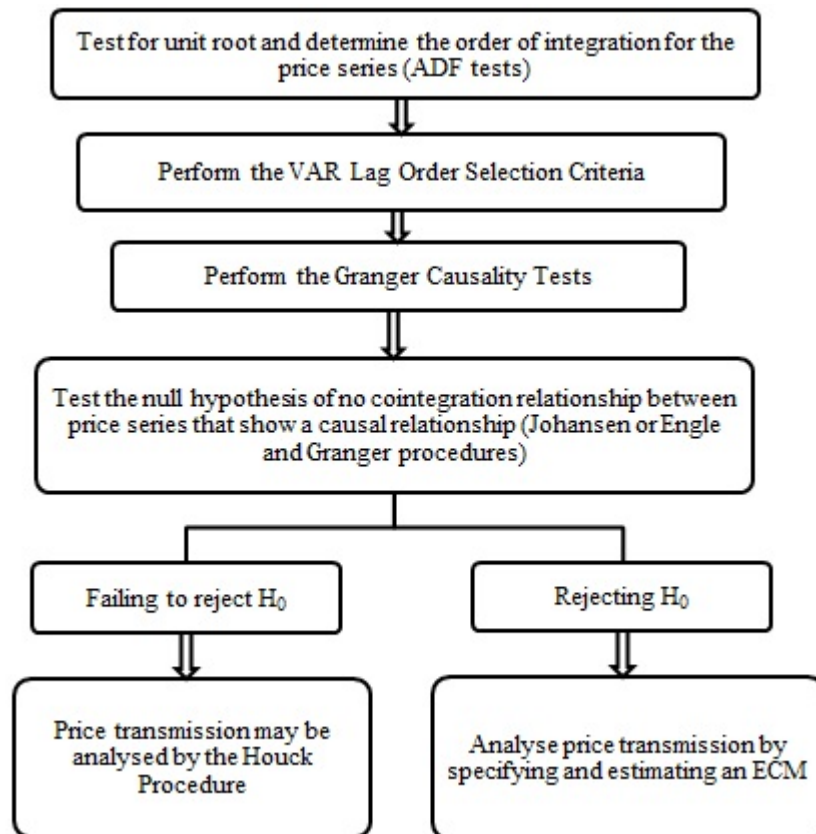 Test for unit root and determine the order of integration for the
price series (ADF tests)
Perform the VAR Lag Order Selection Criteria
Perform the Granger Causality Tests
Test the null hypothesis of no cointegration relationship between
price series that show a causal relationship (Johansen or Engle
and Granger procedures)
Failing to reject H₀
Rejecting H₀
Price transmission may be
analysed by the Houck
Procedure
Analyse price transmission by
specifying and estimating an ECM